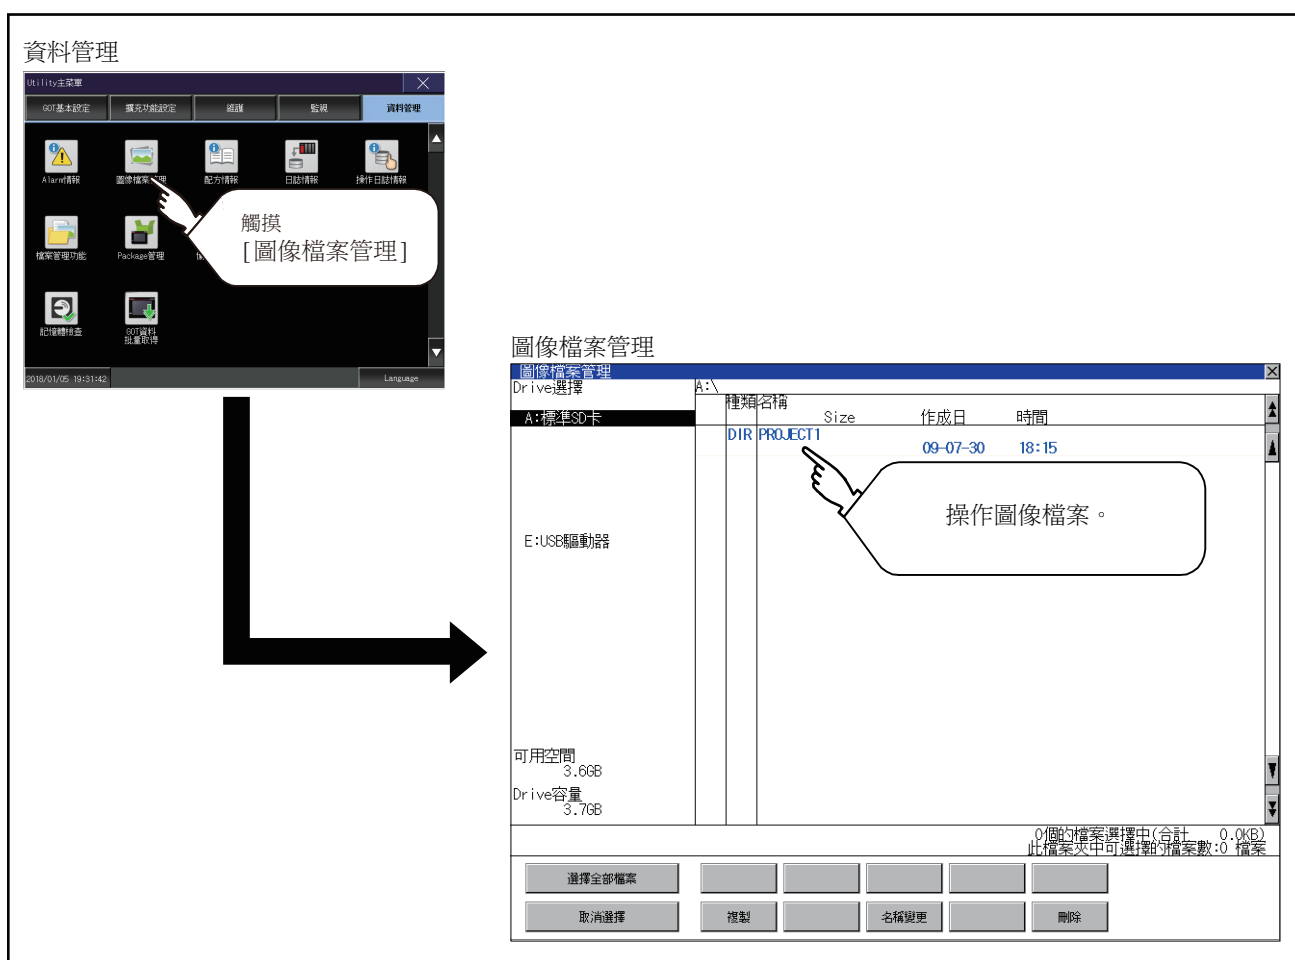 資料管理
Utility主菜單
GOT基本設定 擴充功能設定 維護 監視 資料管理
Alarm情報 圖像檔案管理 配方情報 日誌情報 操作日誌情報
觸摸
[圖像檔案管理]
檔案管理功能 Package管理
記憶體檢查 GOT資料
批量取得
2018/01/05 19:31:42 Language
圖像檔案管理
圖像檔案管理
Drive選擇 A:\
種類 名稱
A:標準SD卡 Size 作成日 時間
DIR PROJECT1
09-07-30 18:15
操作圖像檔案。
E:USB驅動器
可用空間
3.6GB
Drive容量
3.7GB
0個的檔案選擇中(合計 0.0KB)
此檔案夾中可選擇的檔案數:0 檔案
選擇全部檔案
取消選擇 複製 名稱變更 刪除